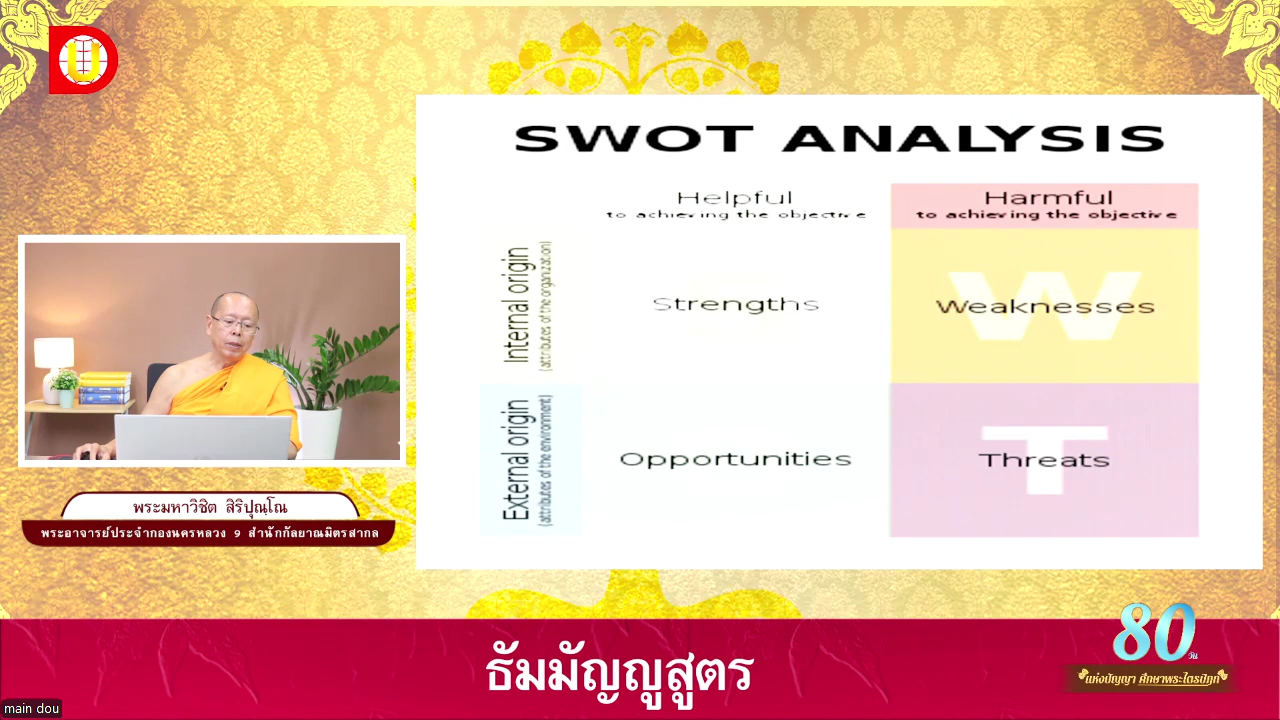 U
SWOT ANALYSIS
Helpful
to achieving the objective
Harmful
to achieving the objective
Internal origin
(attributes of the organization)
Strengths
W
Weaknesses
External origin
(attributes of the environment)
Opportunities
T
Threats
พระมหาวิชิต สิริปุณฺโณ
พระอาจารย์ประจำกองนครหลวง 9 สำนักกัลยาณมิตรสากล
ธัมมัญญูสูตร
80 วัน
แห่งปัญญา ศึกษาพระไตรปิฎก
main dou